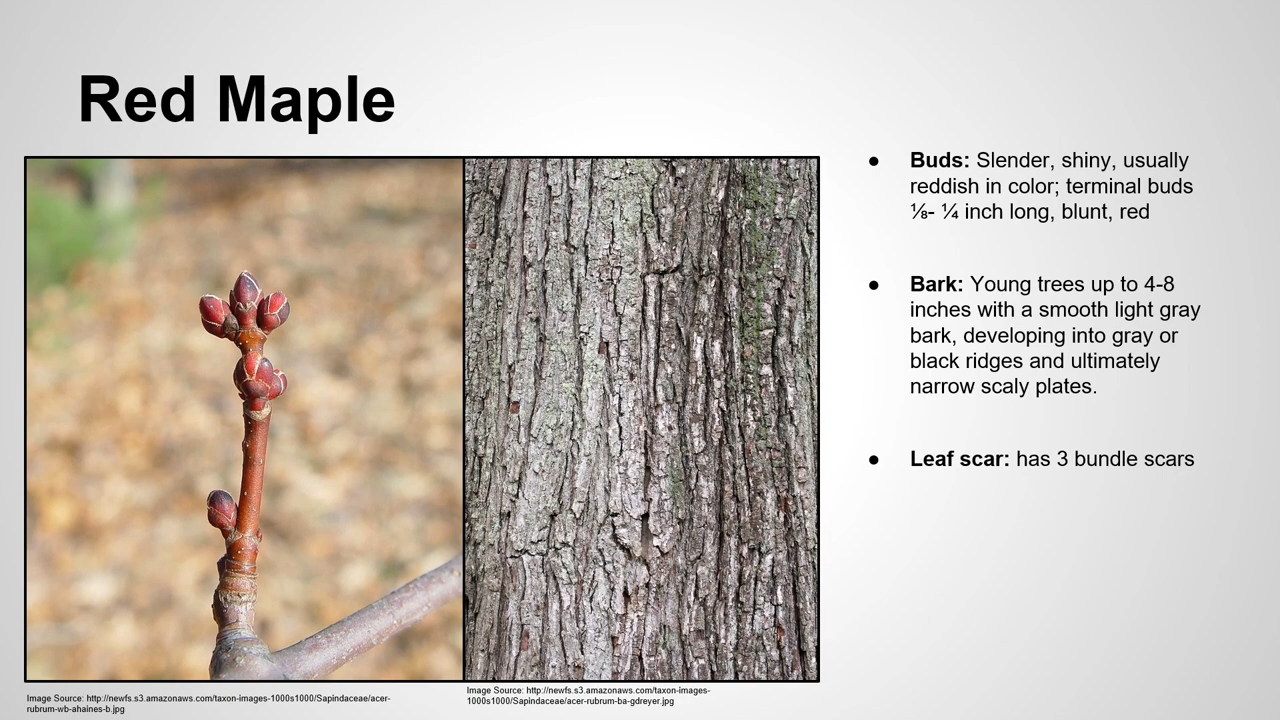 Red Maple
● Buds: Slender, shiny, usually
reddish in color; terminal buds
⅛- ¼ inch long, blunt, red
● Bark: Young trees up to 4-8
inches with a smooth light gray
bark, developing into gray or
black ridges and ultimately
narrow scaly plates.
● Leaf scar: has 3 bundle scars
Image Source: http://newfs.s3.amazonaws.com/taxon-images-1000s1000/Sapindaceae/acer-
rubrum-wb-ahaines-b.jpg
Image Source: http://newfs.s3.amazonaws.com/taxon-images-
1000s1000/Sapindaceae/acer-rubrum-ba-gdreyer.jpg